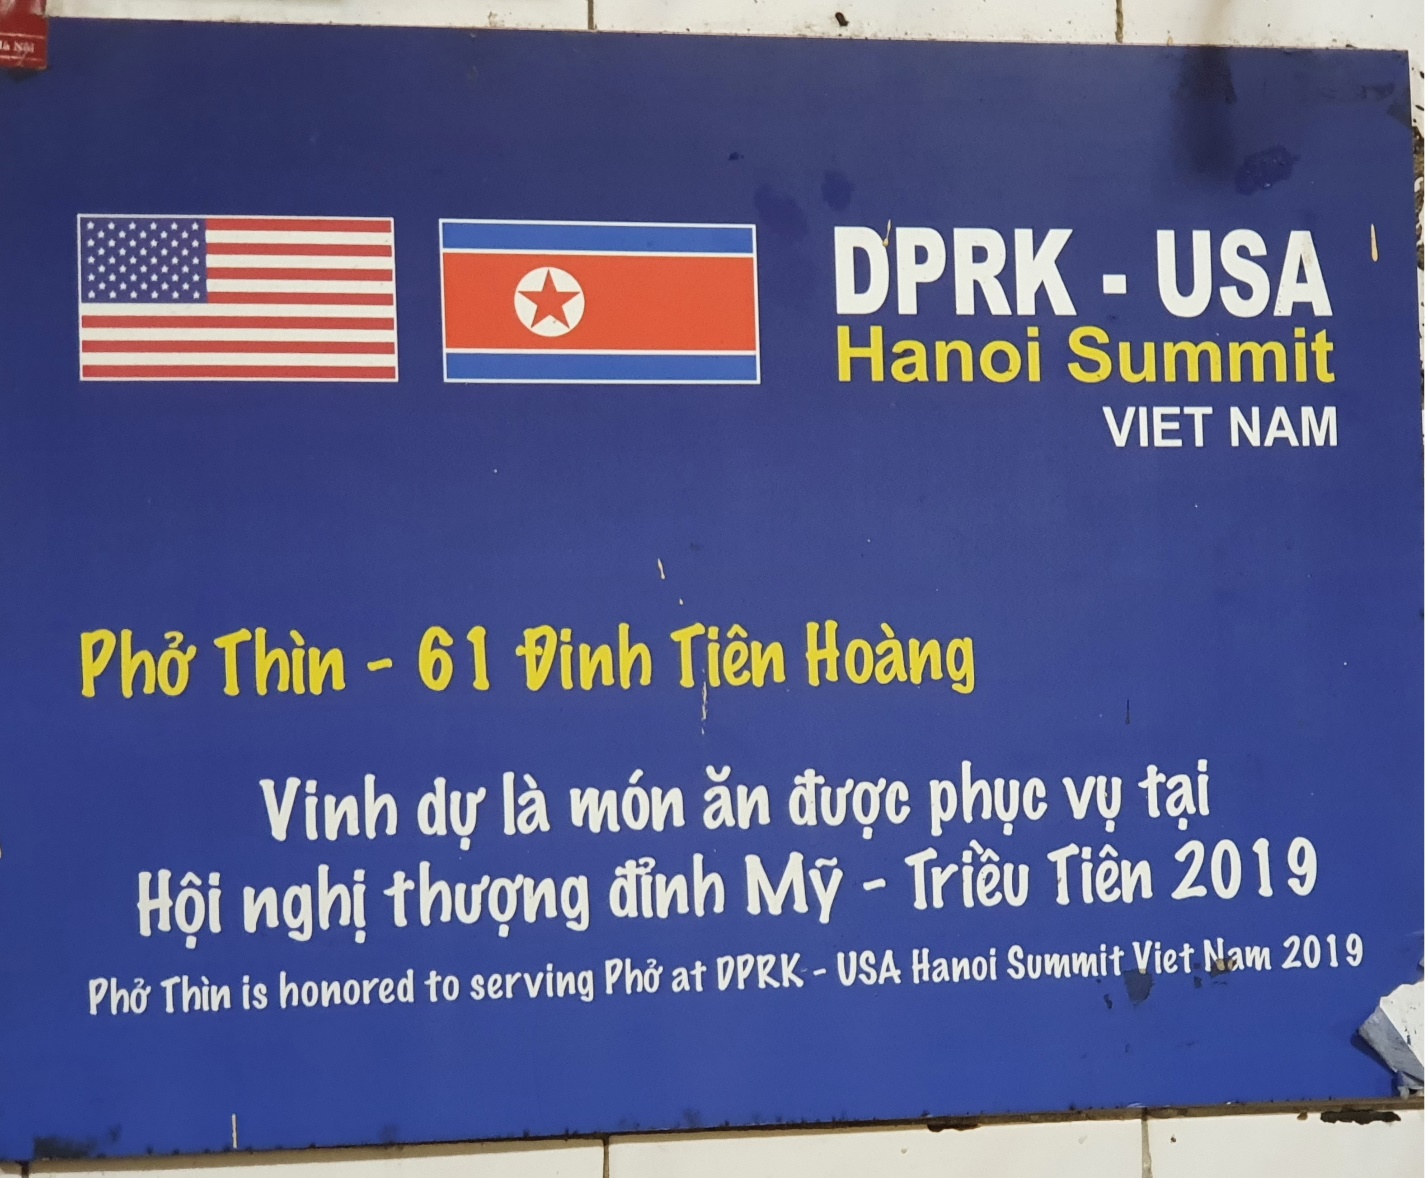 Hà Nội
DPRK - USA
Hanoi Summit
VIET NAM
Phở Thìn - 61 Đinh Tiên Hoàng
Vinh dự là món ăn được phục vụ tại
Hội nghị thượng đỉnh Mỹ - Triều Tiên 2019
Phở Thìn is honored to serving Phở at DPRK - USA Hanoi Summit Viet Nam 2019